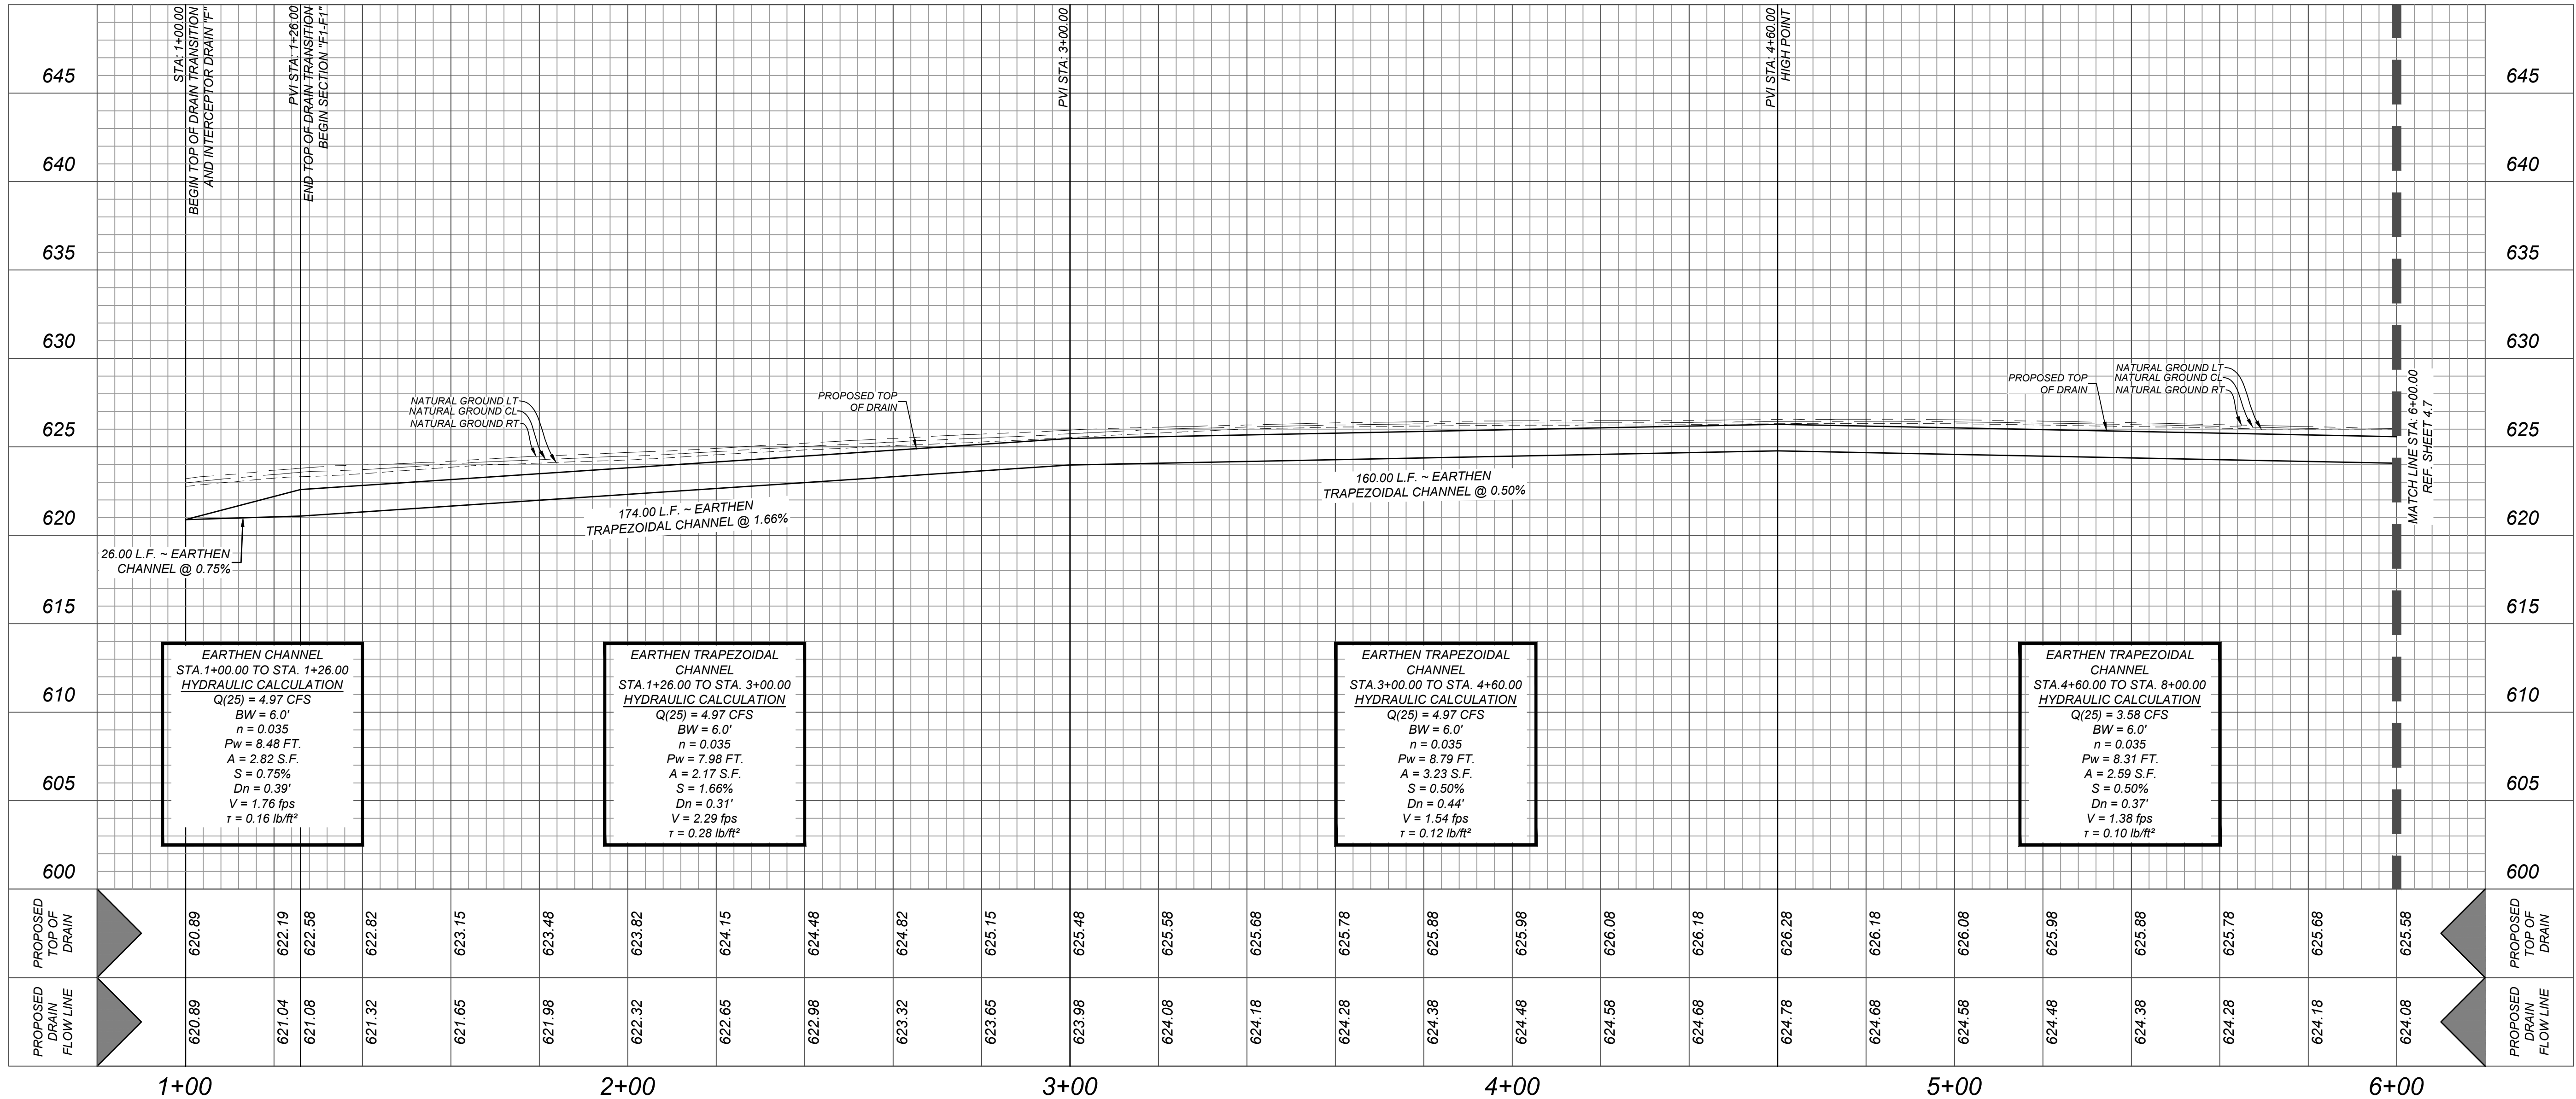 STA: 1+00.00
BEGIN TOP OF DRAIN TRANSITION
AND INTERCEPTOR DRAIN "F"
PVI STA: 1+26.00
END TOP OF DRAIN TRANSITION
BEGIN SECTION "F1-F1"
PVI STA: 3+00.00
PVI STA: 4+60.00
HIGH POINT
645
640
635
630
625
620
615
610
605
600
645
640
635
630
625
620
615
610
605
600
NATURAL GROUND LT
NATURAL GROUND CL
NATURAL GROUND RT
PROPOSED TOP
OF DRAIN
PROPOSED TOP
OF DRAIN
NATURAL GROUND LT
NATURAL GROUND CL
NATURAL GROUND RT
MATCH LINE STA: 6+00.00
REF. SHEET 4.7
26.00 L.F. ~ EARTHEN
CHANNEL @ 0.75%
174.00 L.F. ~ EARTHEN
TRAPEZOIDAL CHANNEL @ 1.66%
160.00 L.F. ~ EARTHEN
TRAPEZOIDAL CHANNEL @ 0.50%
EARTHEN CHANNEL
STA.1+00.00 TO STA. 1+26.00
HYDRAULIC CALCULATION
Q(25) = 4.97 CFS
BW = 6.0'
n = 0.035
Pw = 8.48 FT.
A = 2.82 S.F.
S = 0.75%
Dn = 0.39'
V = 1.76 fps
τ = 0.16 lb/ft²
EARTHEN TRAPEZOIDAL
CHANNEL
STA.1+26.00 TO STA. 3+00.00
HYDRAULIC CALCULATION
Q(25) = 4.97 CFS
BW = 6.0'
n = 0.035
Pw = 7.98 FT.
A = 2.17 S.F.
S = 1.66%
Dn = 0.31'
V = 2.29 fps
τ = 0.28 lb/ft²
EARTHEN TRAPEZOIDAL
CHANNEL
STA.3+00.00 TO STA. 4+60.00
HYDRAULIC CALCULATION
Q(25) = 4.97 CFS
BW = 6.0'
n = 0.035
Pw = 8.79 FT.
A = 3.23 S.F.
S = 0.50%
Dn = 0.44'
V = 1.54 fps
τ = 0.12 lb/ft²
EARTHEN TRAPEZOIDAL
CHANNEL
STA.4+60.00 TO STA. 8+00.00
HYDRAULIC CALCULATION
Q(25) = 3.58 CFS
BW = 6.0'
n = 0.035
Pw = 8.31 FT.
A = 2.59 S.F.
S = 0.50%
Dn = 0.37'
V = 1.38 fps
τ = 0.10 lb/ft²
PROPOSED
TOP OF
DRAIN
620.89
622.19
622.58
622.82
623.15
623.48
623.82
624.15
624.48
624.82
625.15
625.48
625.58
625.68
625.78
625.88
625.98
626.08
626.18
626.28
626.18
626.08
625.98
625.88
625.78
625.68
625.58
PROPOSED
TOP OF
DRAIN
PROPOSED
DRAIN
FLOW LINE
620.89
621.04
621.08
621.32
621.65
621.98
622.32
622.65
622.98
623.32
623.65
623.98
624.08
624.18
624.28
624.38
624.48
624.58
624.68
624.78
624.68
624.58
624.48
624.38
624.28
624.18
624.08
PROPOSED
DRAIN
FLOW LINE
1+00
2+00
3+00
4+00
5+00
6+00